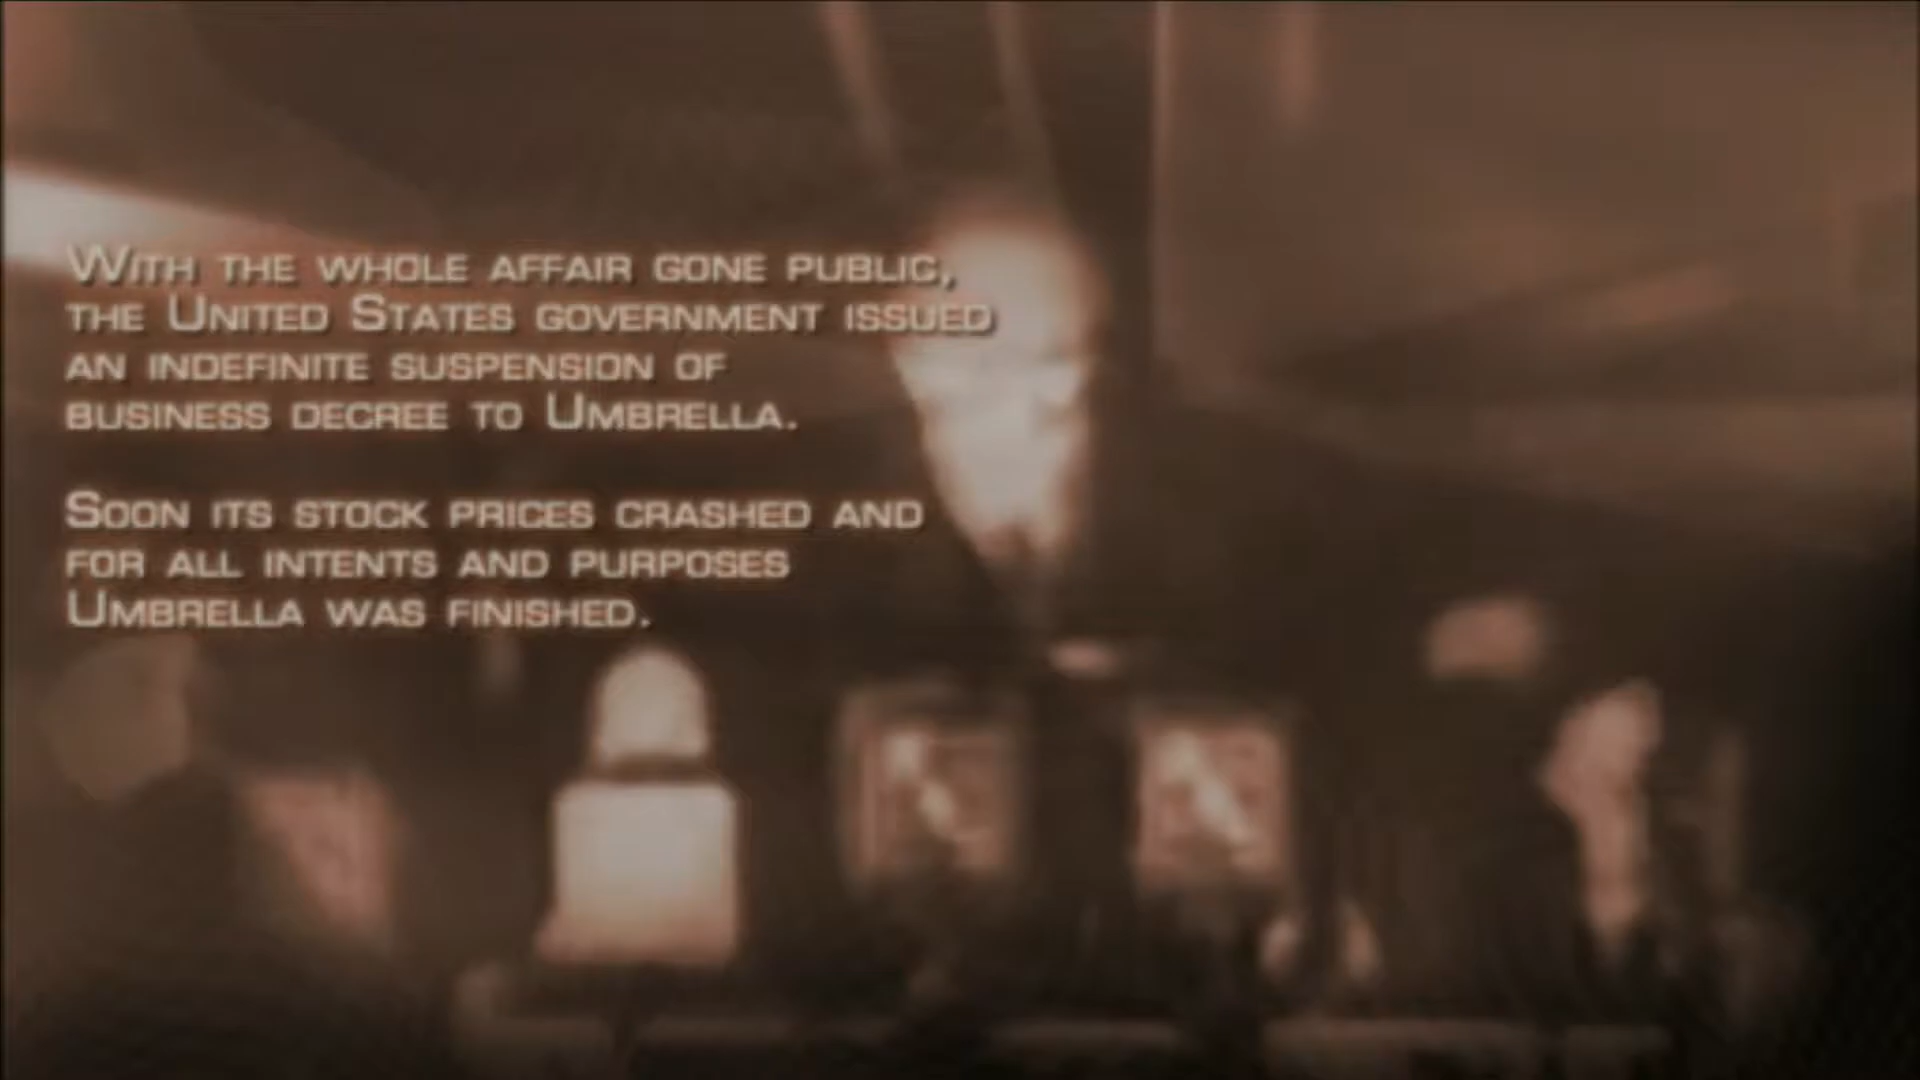 With the whole affair gone public,
the United States government issued
an indefinite suspension of
business decree to Umbrella.
Soon its stock prices crashed and
for all intents and purposes
Umbrella was finished.